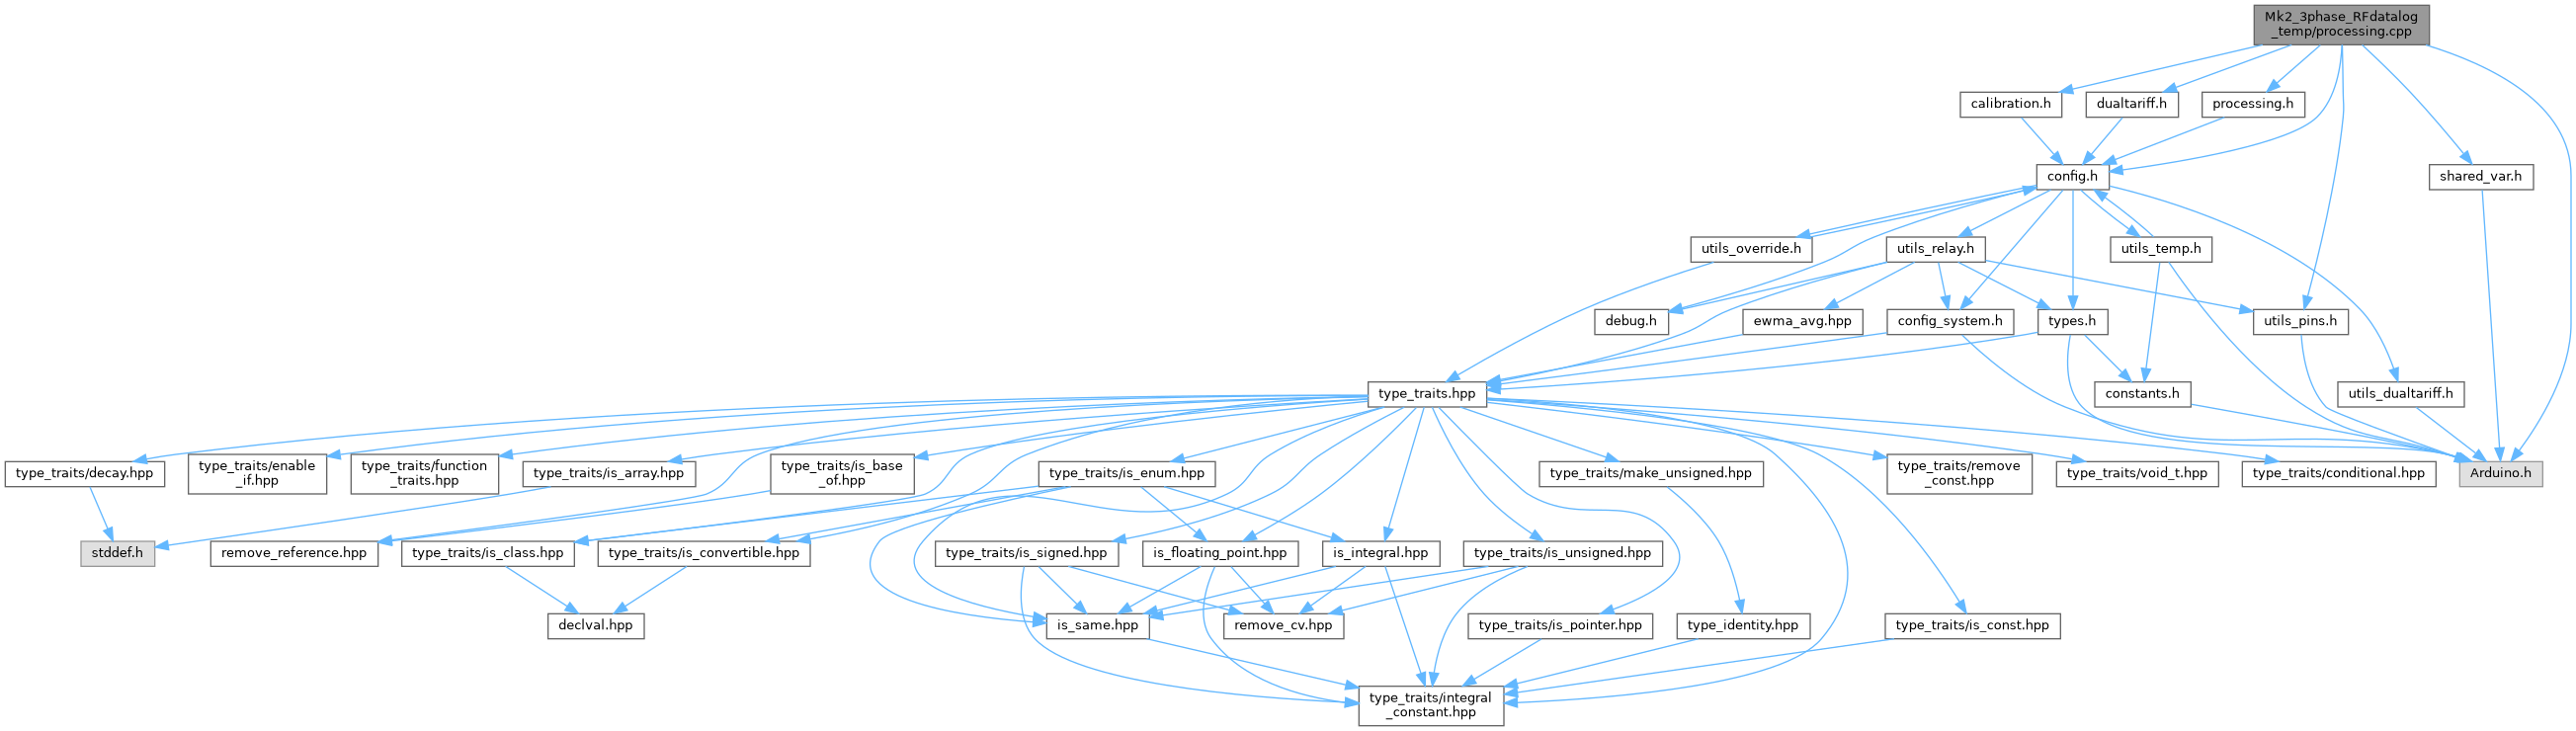 Mk2_3phase_RFdatalog
_temp/processing.cpp
calibration.h
dualtariff.h
processing.h
config.h
shared_var.h
utils_override.h
utils_relay.h
utils_temp.h
debug.h
ewma_avg.hpp
config_system.h
types.h
utils_pins.h
type_traits.hpp
constants.h
utils_dualtariff.h
type_traits/decay.hpp
type_traits/enable
_if.hpp
type_traits/function
_traits.hpp
type_traits/is_array.hpp
type_traits/is_base
_of.hpp
type_traits/is_enum.hpp
type_traits/make_unsigned.hpp
type_traits/remove
_const.hpp
type_traits/void_t.hpp
type_traits/conditional.hpp
Arduino.h
stddef.h
remove_reference.hpp
type_traits/is_class.hpp
type_traits/is_convertible.hpp
type_traits/is_signed.hpp
is_floating_point.hpp
is_integral.hpp
type_traits/is_unsigned.hpp
declval.hpp
is_same.hpp
remove_cv.hpp
type_traits/is_pointer.hpp
type_identity.hpp
type_traits/is_const.hpp
type_traits/integral
_constant.hpp